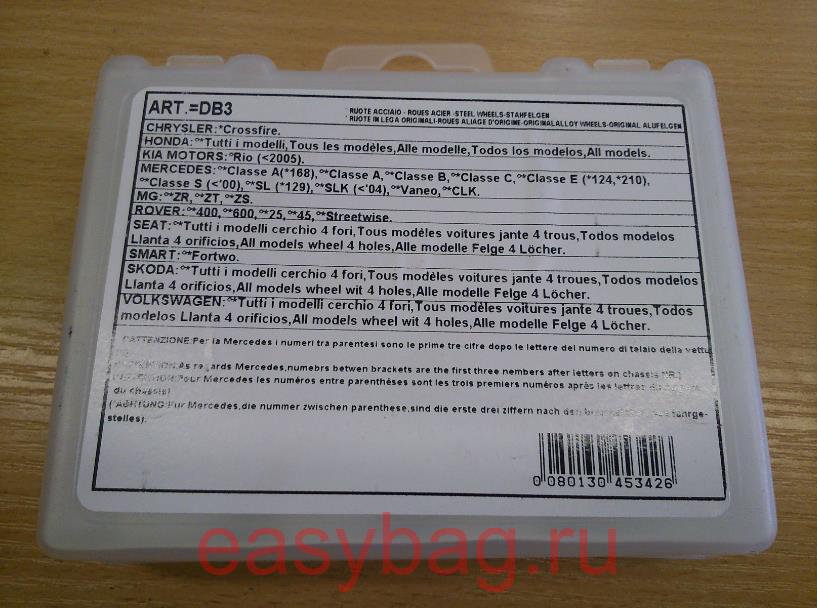 ART.=DB3
° RUOTE ACCIAIO - ROUES ACIER -STEEL WHEELS-STAHFELGEN
* RUOTE IN LEGA ORIGINALI-ROUES ALIAGE D'ORIGINE-ORIGINALALLOY WHEELS-ORIGINAL ALUFELGEN
CHRYSLER:*Crossfire.
HONDA:°*Tutti i modelli,Tous les modèles,Alle modelle,Todos los modelos,All models.
KIA MOTORS:°Rio (<2005).
MERCEDES:°*Classe A(*168),°*Classe A,°*Classe B,°*Classe C,°*Classe E (*124,*210),
°*Classe S (<'00),°*SL (*129),°*SLK (<'04),°*Vaneo,°*CLK.
MG:°*ZR,°*ZT,°*ZS.
ROVER:°*400,°*600,°*25,°*45,°*Streetwise.
SEAT:°*Tutti i modelli cerchio 4 fori,Tous modèles voitures jante 4 trous,Todos modelos
Llanta 4 orificios,All models wheel 4 holes,Alle modelle Felge 4 Löcher.
SMART:°*Fortwo.
SKODA:°*Tutti i modelli cerchio 4 fori,Tous modèles voitures jante 4 troues,Todos modelos
Llanta 4 orificios,All models wheel wit 4 holes,Alle modelle Felge 4 Löcher.
VOLKSWAGEN:°*Tutti i modelli cerchio 4 fori,Tous modèles voitures jante 4 troues,Todos
modelos Llanta 4 orificios,All models wheel wit 4 holes,Alle modelle Felge 4 Löcher.
(*ATTENZIONE:Per la Mercedes i numeri tra parentesi sono le prime tre cifre dopo le lettere del numero di telaio della vettu
As regards Mercedes,numebrs betwen brackets are the first three nembers after letters on chassis NR.)
Pour Mercedes les numéros entre parenthèses sont les trois premiers numéros après les lettres du
du chassis)
(*ACHTUNG:Fur Mercedes,die nummer zwischen parenthese,sind die erste drei ziffern nach den
stelles).
0 080130 453426
easybag.ru